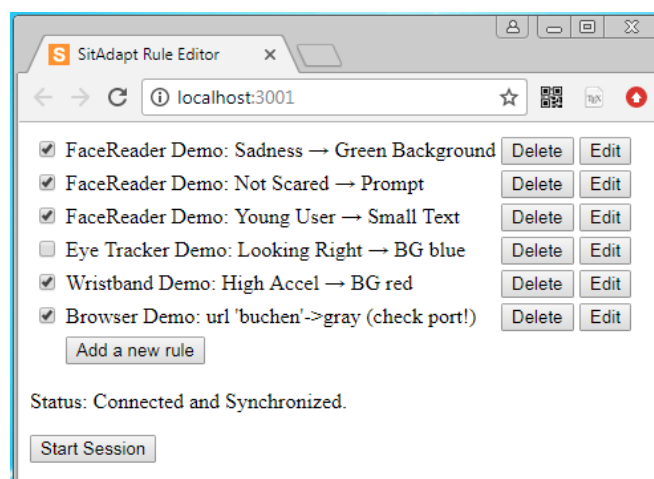 S SitAdapt Rule Editor ×
localhost:3001
FaceReader Demo: Sadness → Green Background Delete Edit
FaceReader Demo: Not Scared → Prompt Delete Edit
FaceReader Demo: Young User → Small Text Delete Edit
Eye Tracker Demo: Looking Right → BG blue Delete Edit
Wristband Demo: High Accel → BG red Delete Edit
Browser Demo: url 'buchen'->gray (check port!) Delete Edit
Add a new rule
Status: Connected and Synchronized.
Start Session